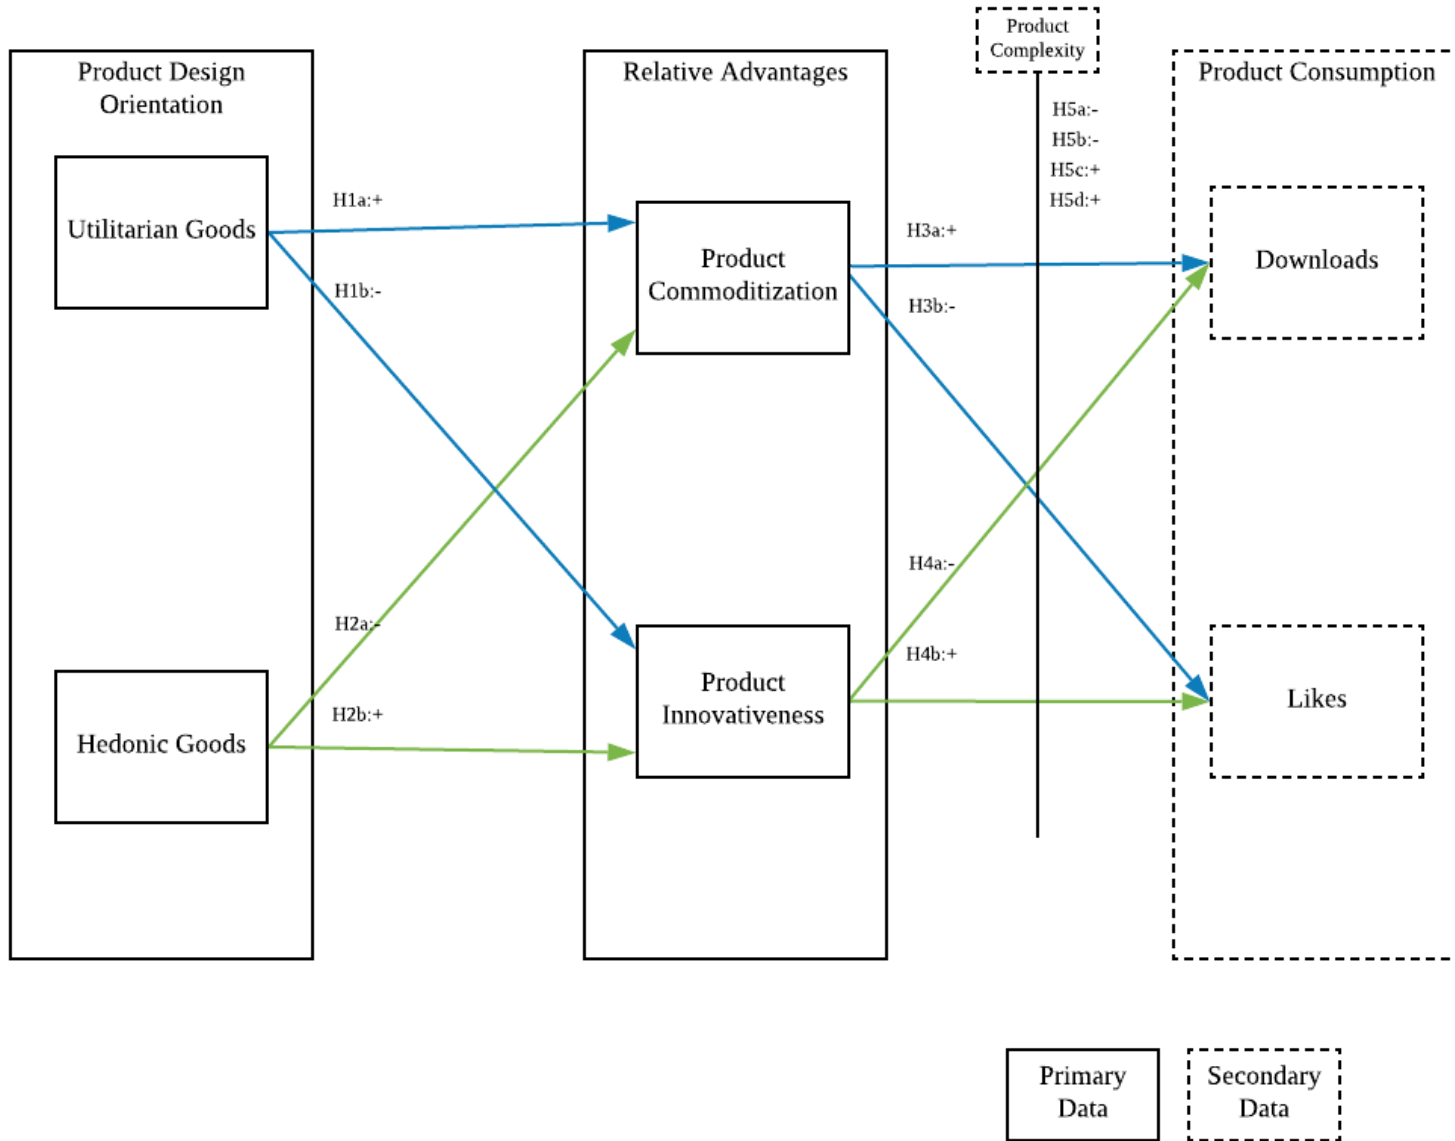 Product Design
Orientation
Utilitarian Goods
Hedonic Goods
H1a:+
H1b:-
H2a:-
H2b:+
Relative Advantages
Product
Commoditization
Product
Innovativeness
H3a:+
H3b:-
H4a:-
H4b:+
Product
Complexity
H5a:-
H5b:-
H5c:+
H5d:+
Product Consumption
Downloads
Likes
Primary
Data
Secondary
Data